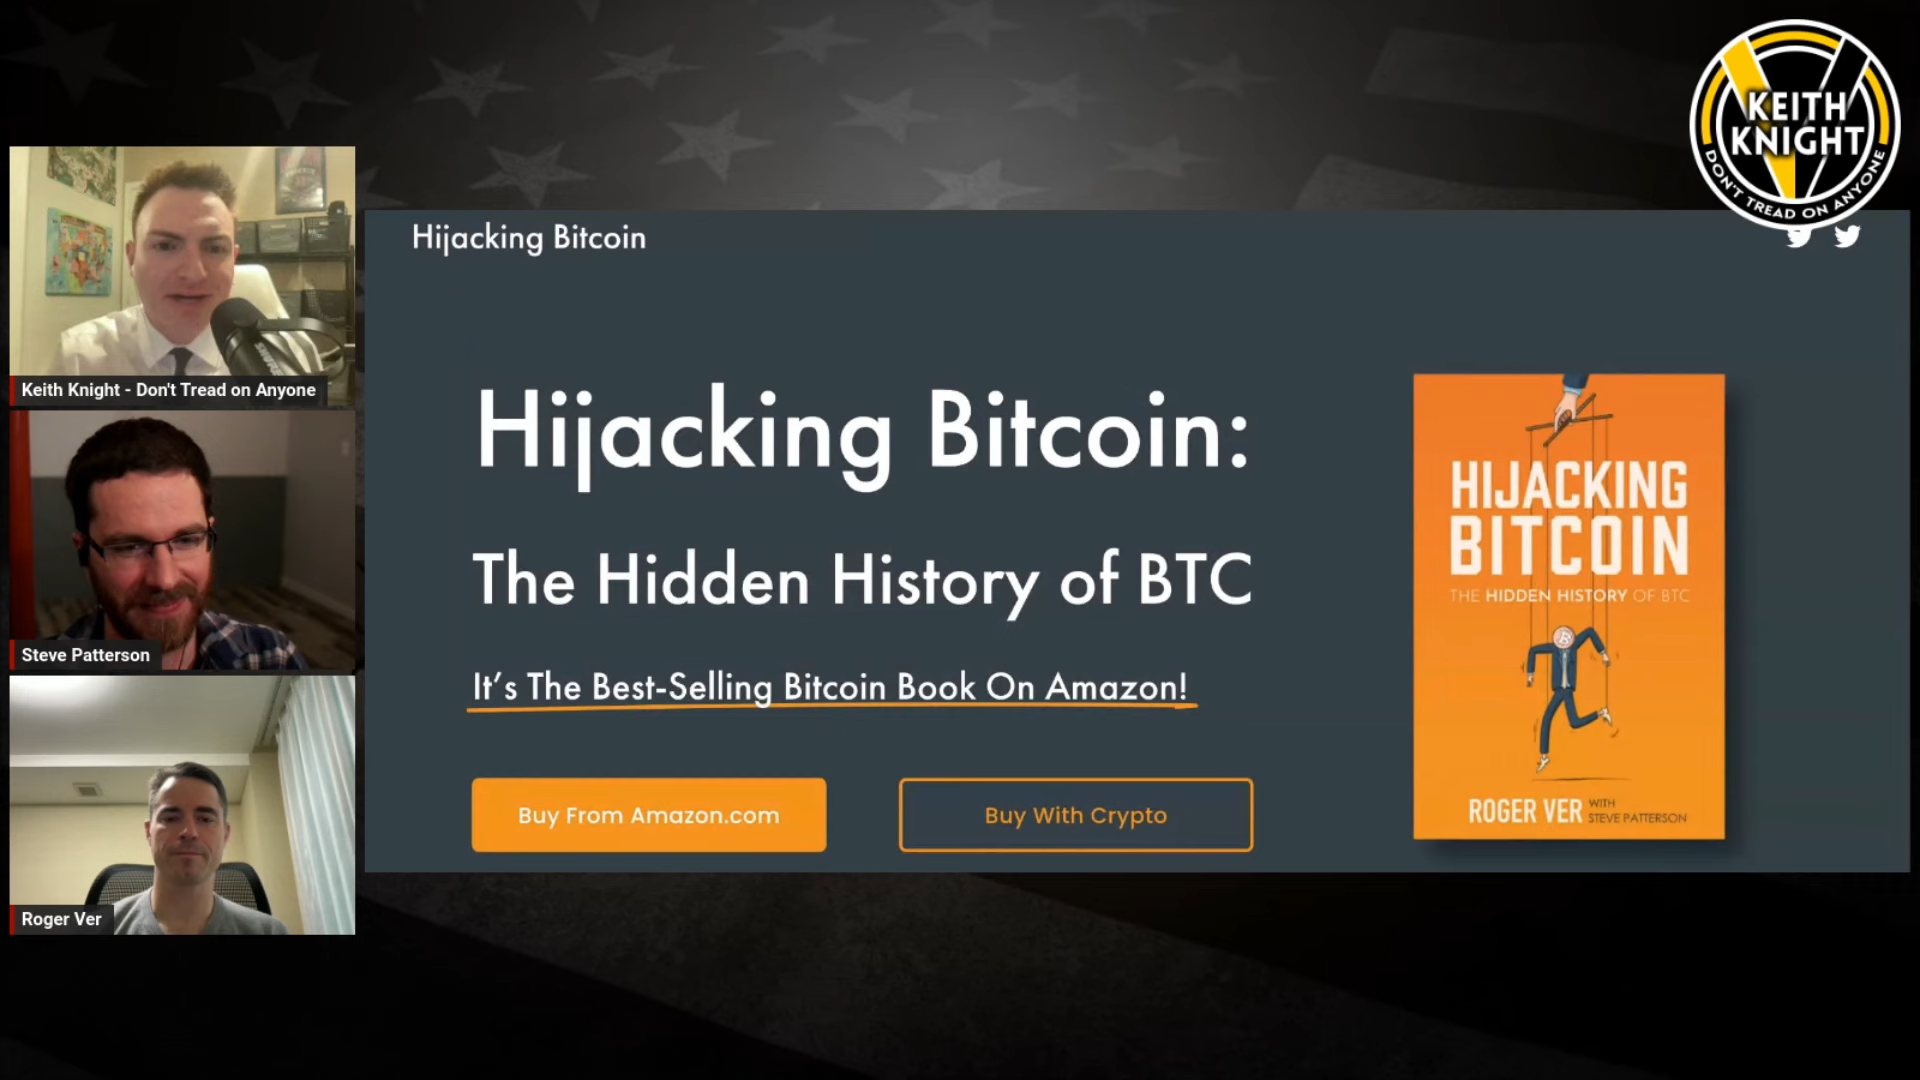 KEITH
KNIGHT
DON'T TREAD ON ANYONE
Keith Knight - Don't Tread on Anyone
SHURE
Steve Patterson
Roger Ver
Hijacking Bitcoin
Hijacking Bitcoin:
The Hidden History of BTC
It's The Best-Selling Bitcoin Book On Amazon!
Buy From Amazon.com
Buy With Crypto
HIJACKING
BITCOIN
THE HIDDEN HISTORY OF BTC
ROGER VER WITH
STEVE PATTERSON